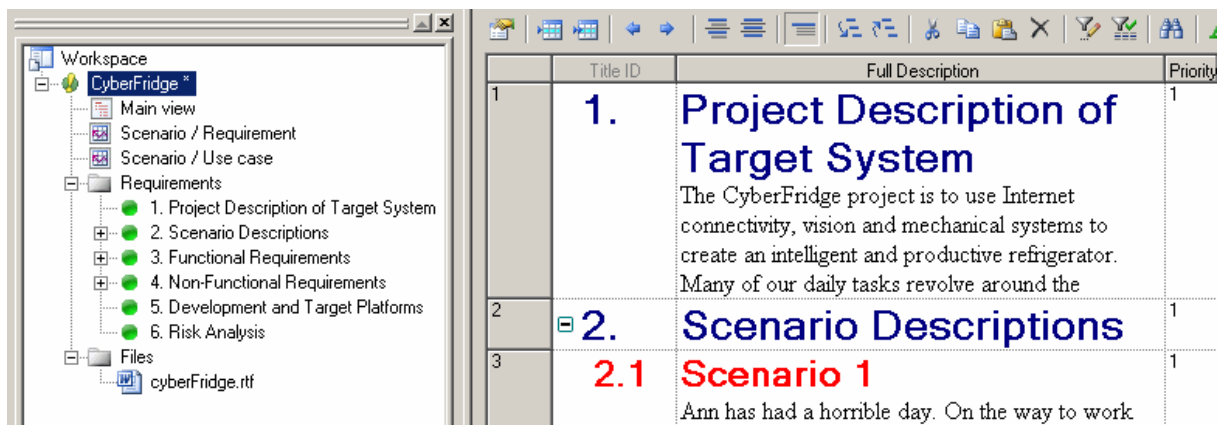 Workspace
CyberFridge *
Main view
Scenario / Requirement
Scenario / Use case
Requirements
1. Project Description of Target System
2. Scenario Descriptions
3. Functional Requirements
4. Non-Functional Requirements
5. Development and Target Platforms
6. Risk Analysis
Files
cyberFridge.rtf
Title ID Full Description Priority
1 1. Project Description of 1
Target System
The CyberFridge project is to use Internet
connectivity, vision and mechanical systems to
create an intelligent and productive refrigerator.
Many of our daily tasks revolve around the
2 2. Scenario Descriptions 1
3 2.1 Scenario 1 1
Ann has had a horrible day. On the way to work